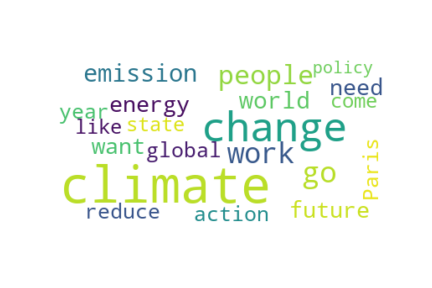 policy
emission people
need
energy world come
year
like state change
want global work
Paris
climate go
reduce action future